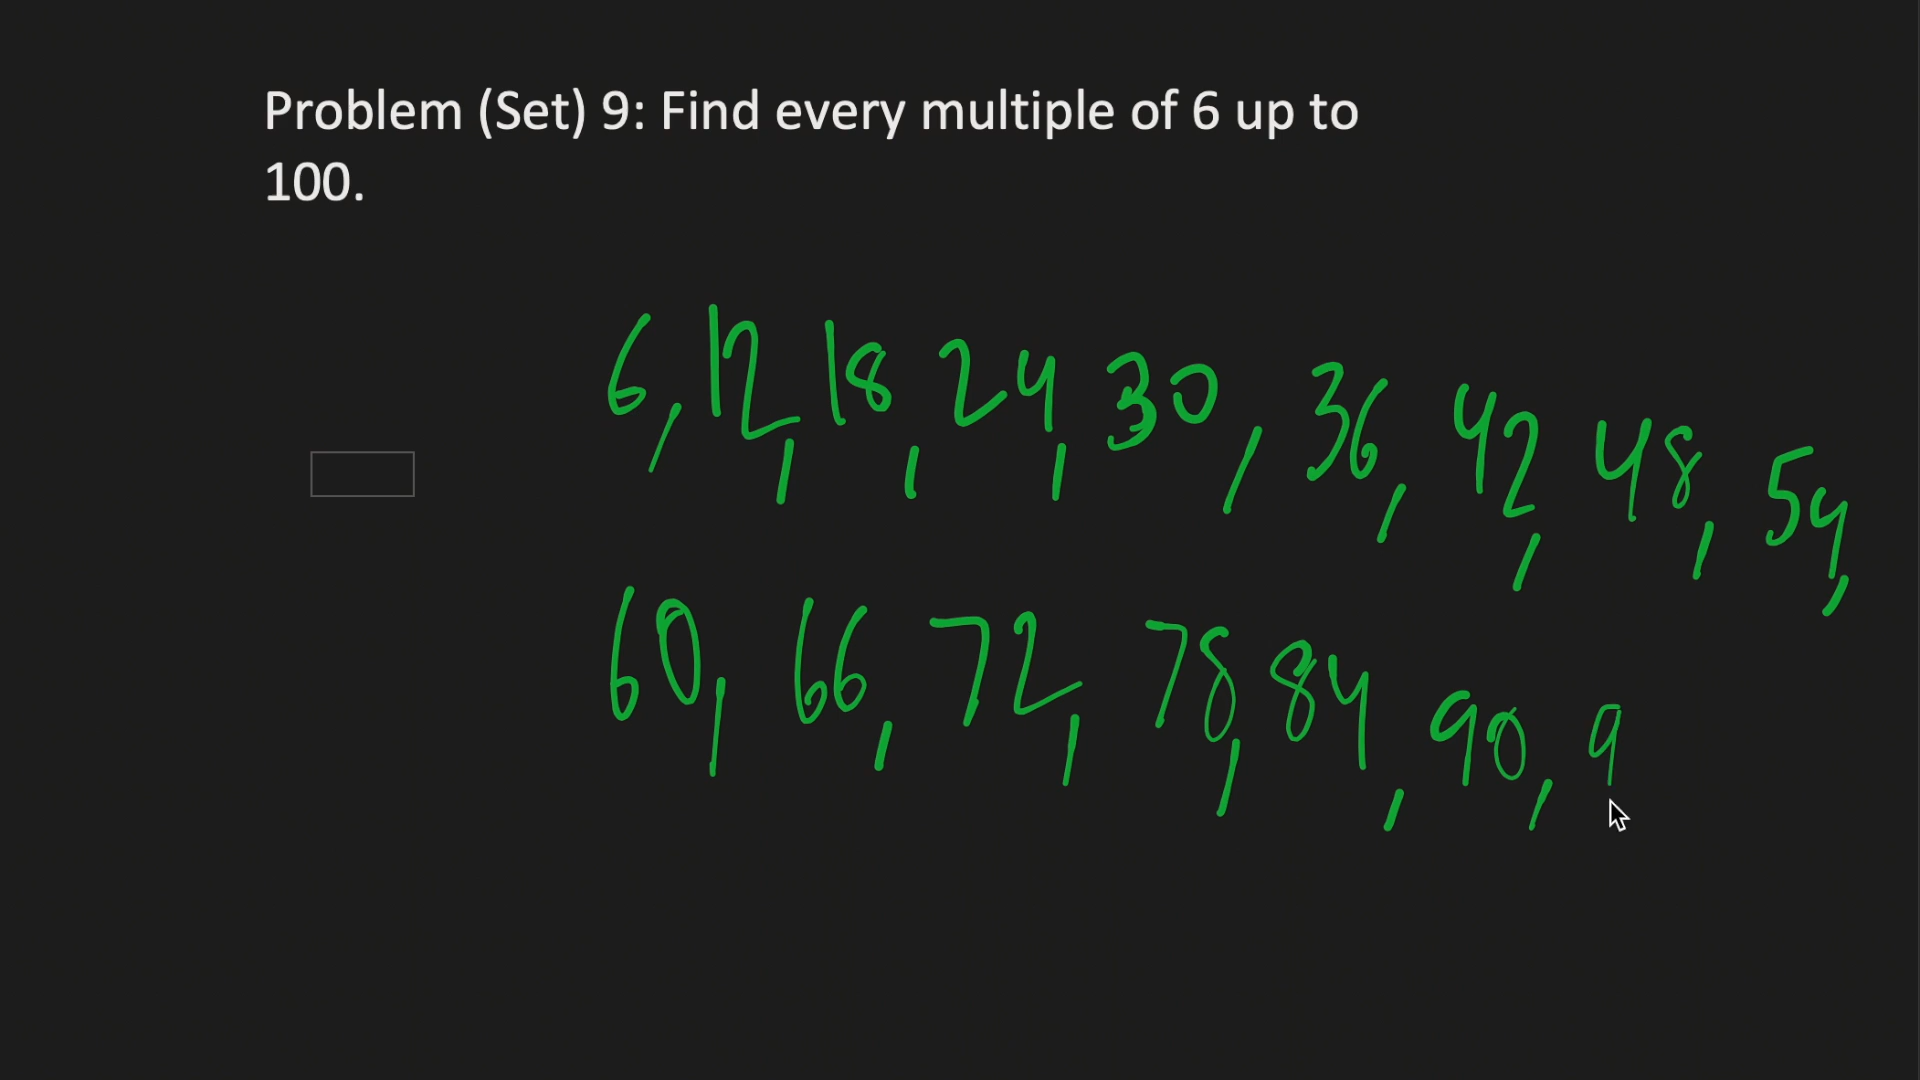 Problem (Set) 9: Find every multiple of 6 up to
100.
6, 12, 18, 24, 30, 36, 42, 48, 54,
60, 66, 72, 78, 84, 90, 9